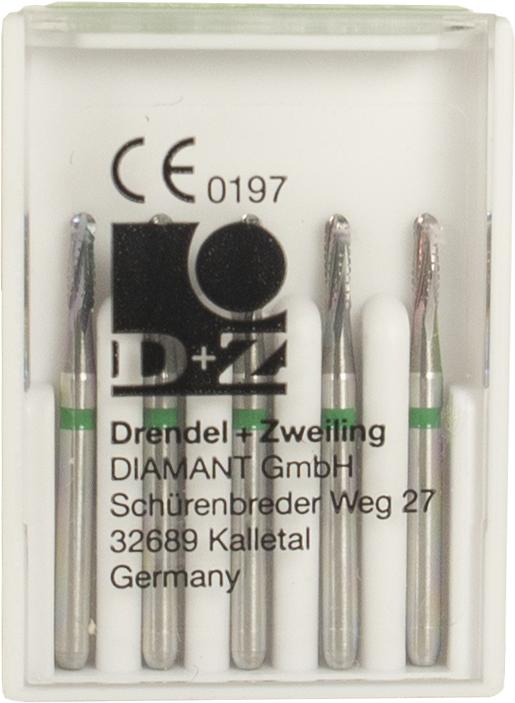 CE 0197
D+Z
Drendel + Zweiling
DIAMANT GmbH
Schürenbreder Weg 27
32689 Kalletal
Germany